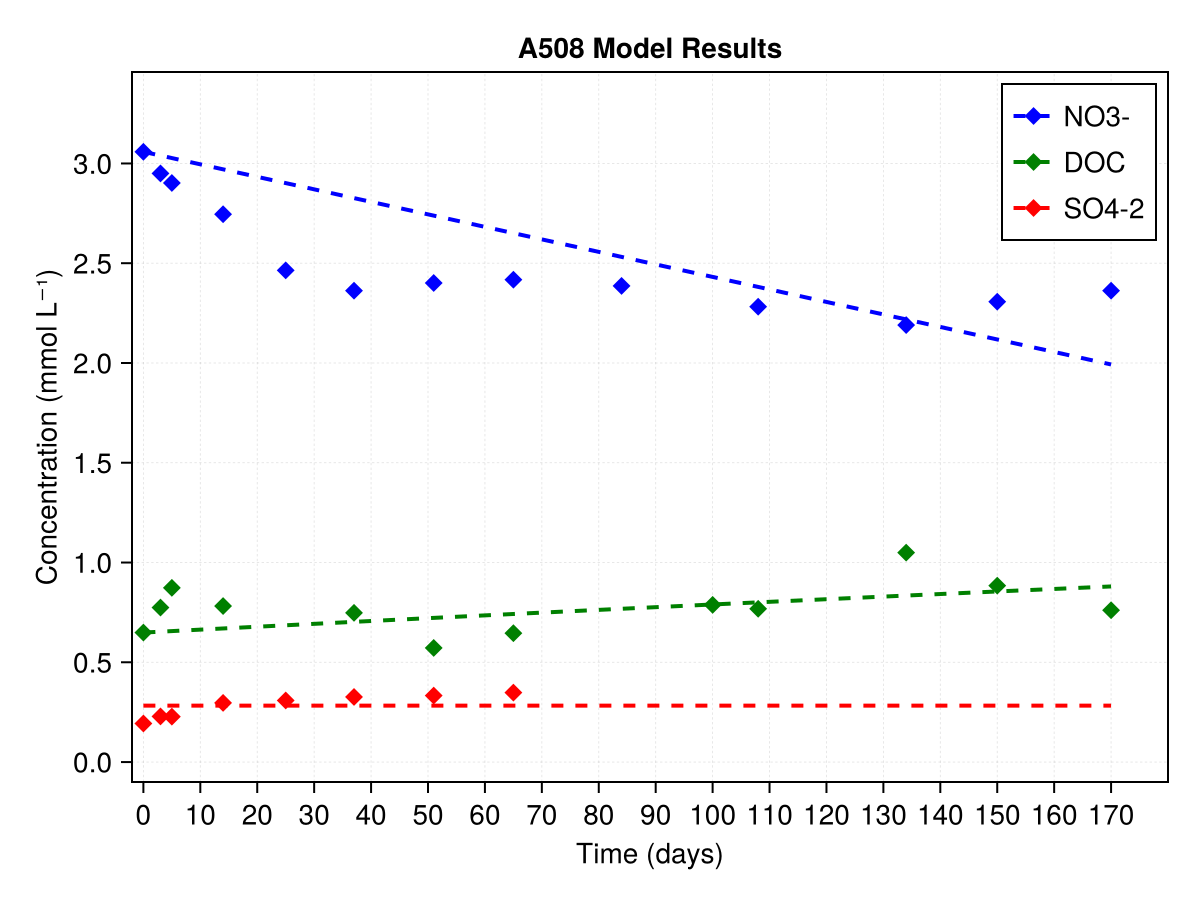 A508 Model Results
NO3-
DOC
SO4-2
Concentration (mmol L⁻¹)
3.0
2.5
2.0
1.5
1.0
0.5
0.0
0 10 20 30 40 50 60 70 80 90 100 110 120 130 140 150 160 170
Time (days)